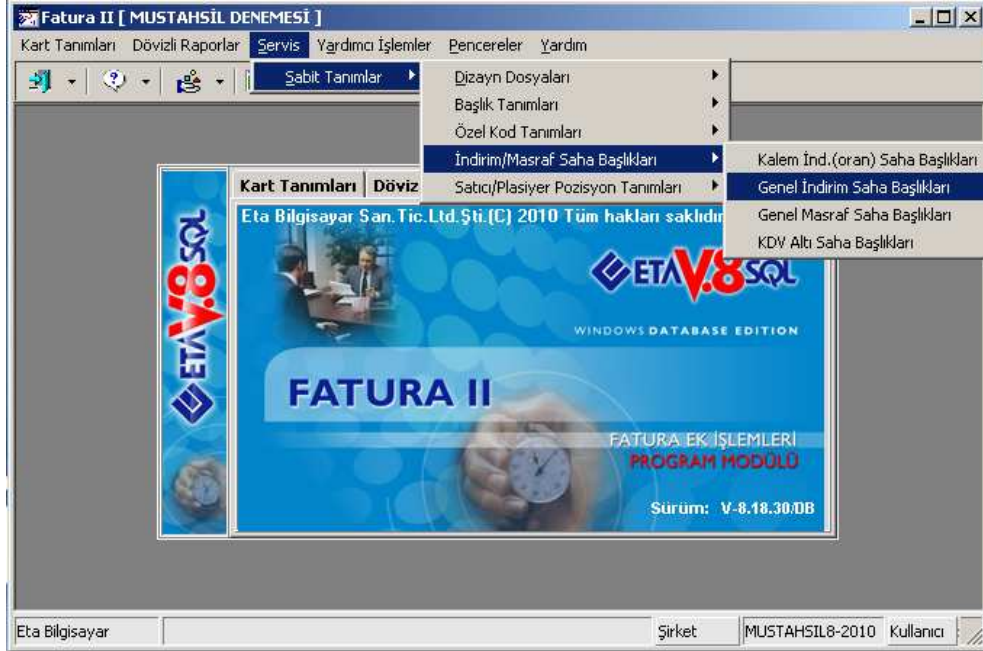 Fatura II [ MUSTAHSİL DENEMESİ ]
Kart Tanımları Dövizli Raporlar Servis Yardımcı İşlemler Pencereler Yardım
Sabit Tanımlar
Dizayn Dosyaları
Başlık Tanımları
Özel Kod Tanımları
İndirim/Masraf Saha Başlıkları
Satıcı/Plasiyer Pozisyon Tanımları
Kalem İnd.(oran) Saha Başlıkları
Genel İndirim Saha Başlıkları
Genel Masraf Saha Başlıkları
KDV Altı Saha Başlıkları
Kart Tanımları Döviz
Eta Bilgisayar San.Tic.Ltd.Şti.(C) 2010 Tüm hakları saklıdır
ETA V.8 SQL
ETA V.8 SQL
WINDOWS DATABASE EDITION
FATURA II
FATURA EK İŞLEMLERİ
PROGRAM MODÜLÜ
Sürüm: V-8.18.30/DB
Eta Bilgisayar Şirket MUSTAHSIL8-2010 Kullanıcı